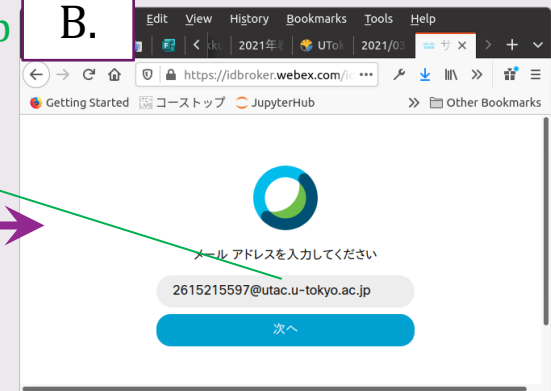 p
B.
Edit View History Bookmarks Tools Help
2021年 UTok 2021/03 サ
https://idbroker.webex.com/i
Getting Started コーストップ JupyterHub Other Bookmarks
メール アドレスを入力してください
2615215597@utac.u-tokyo.ac.jp
次へ